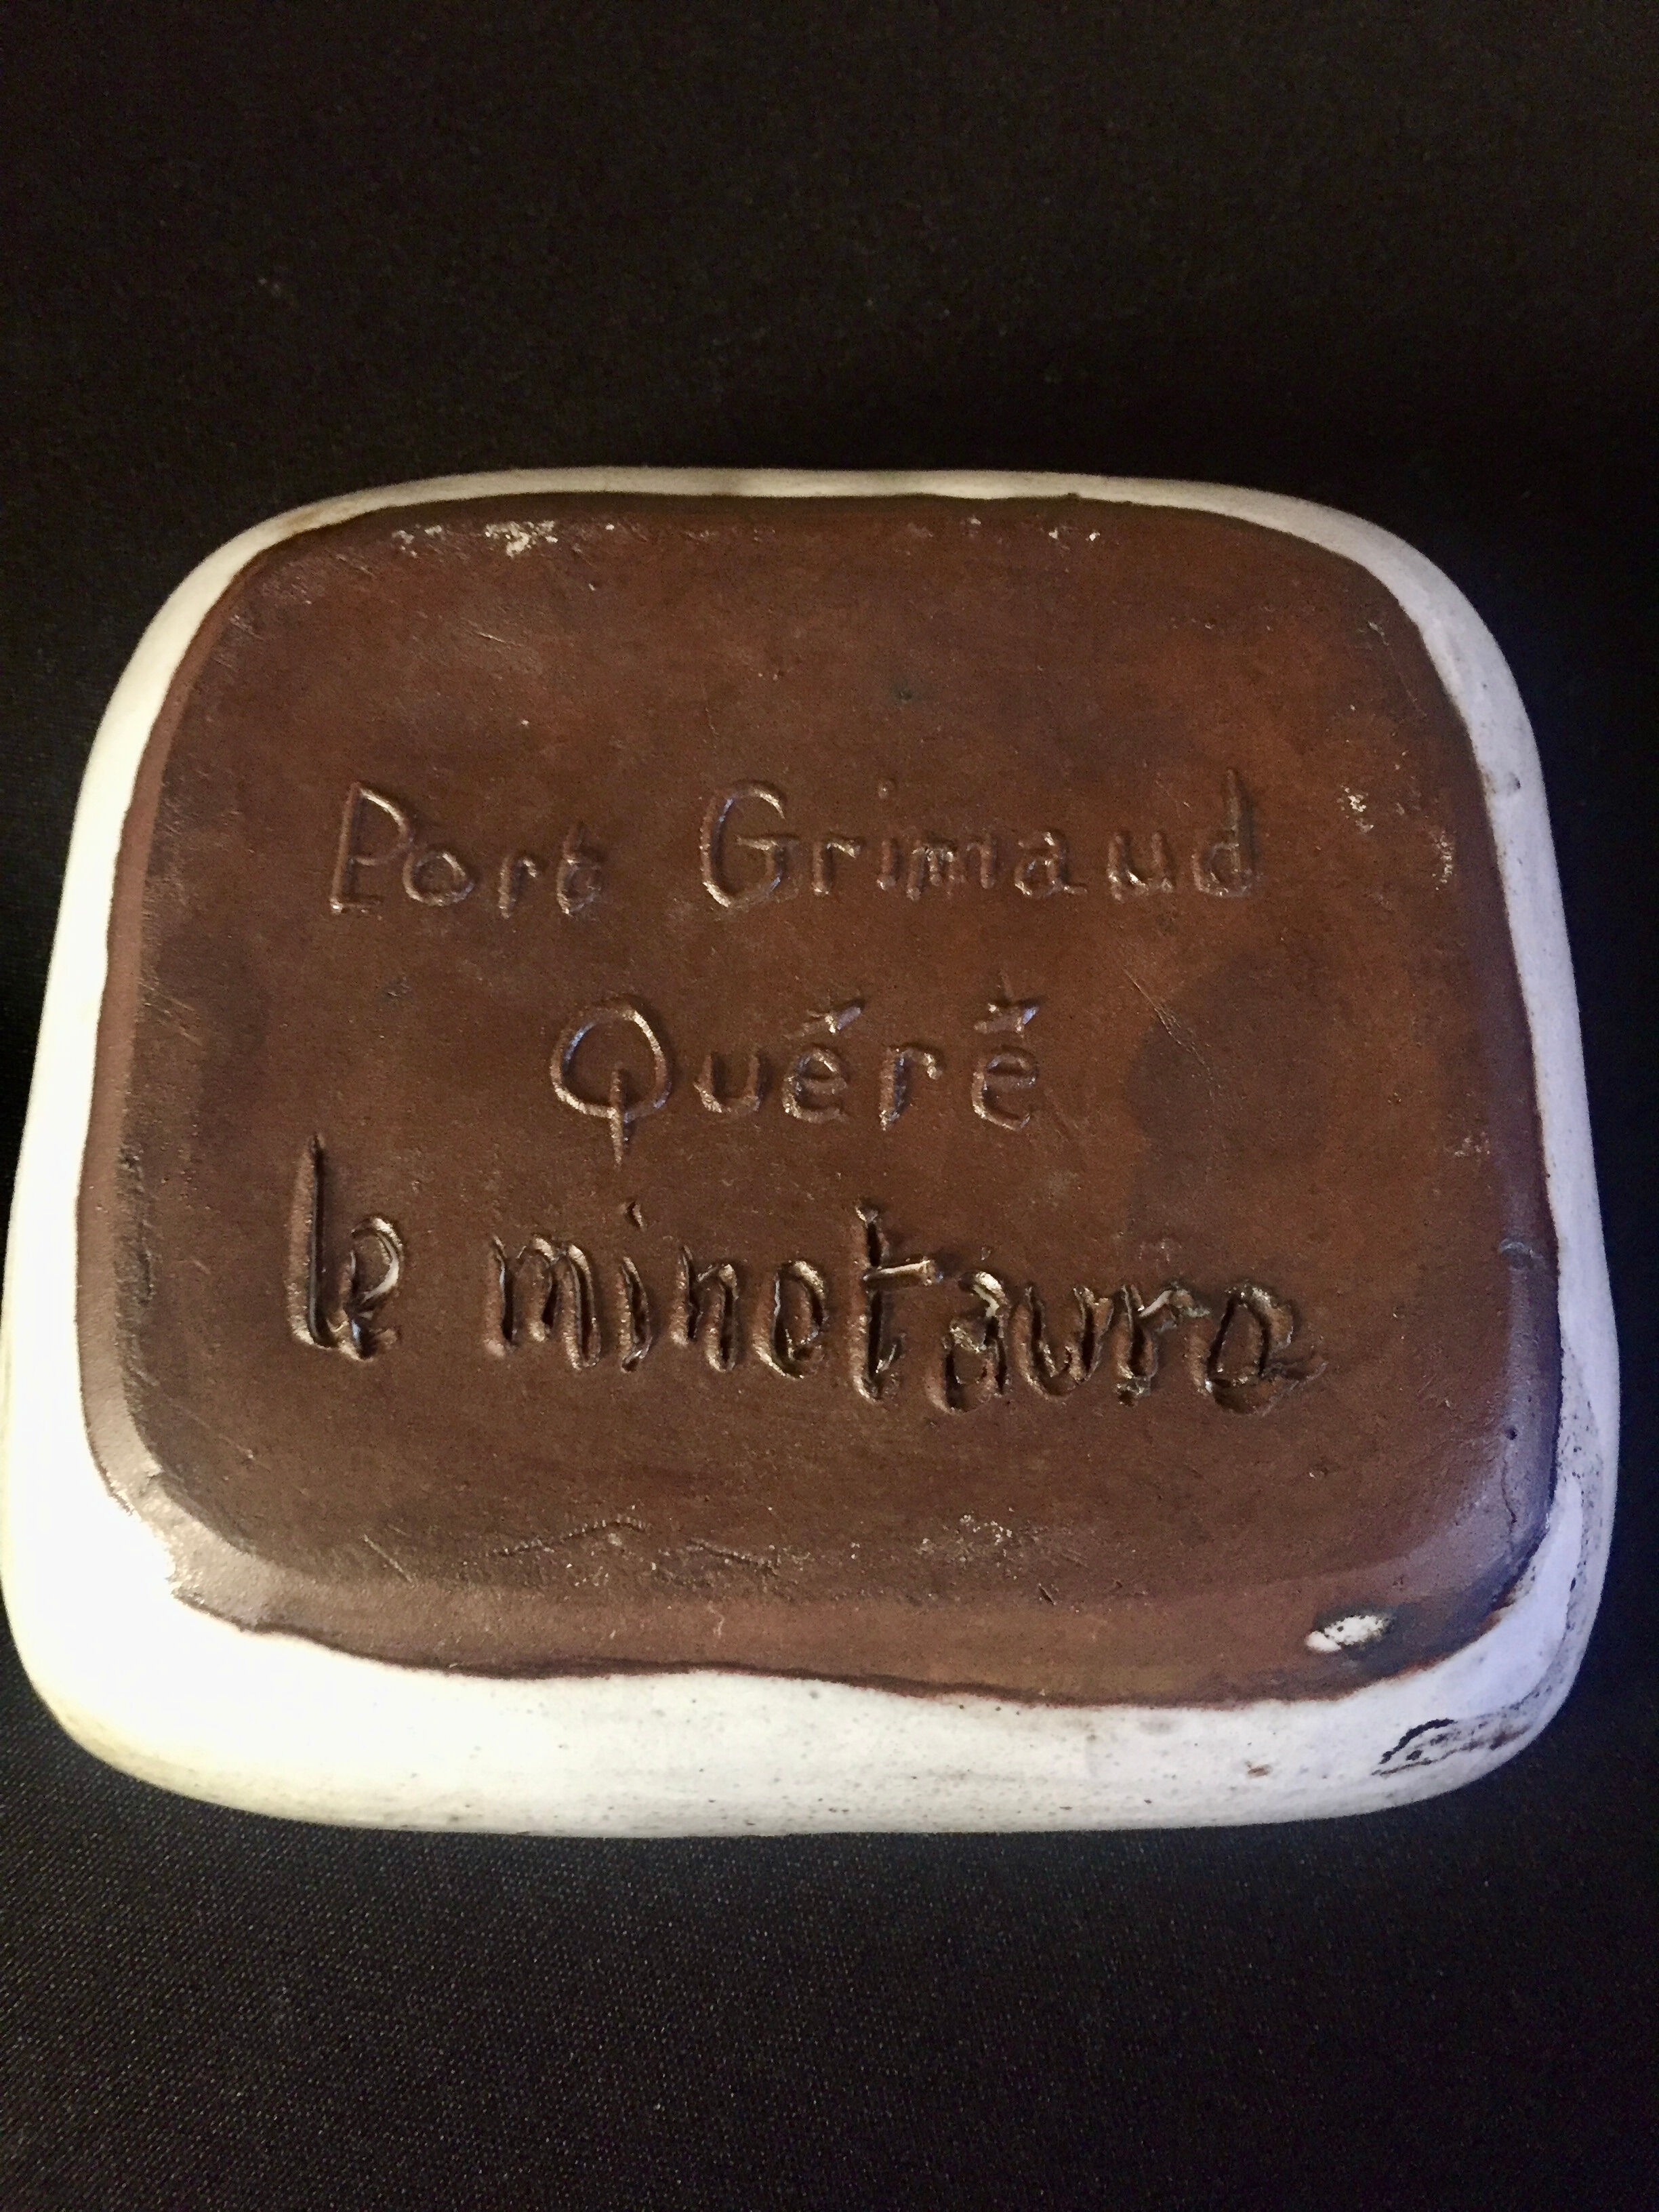 Port Grimaud
Quéré
le minotaure